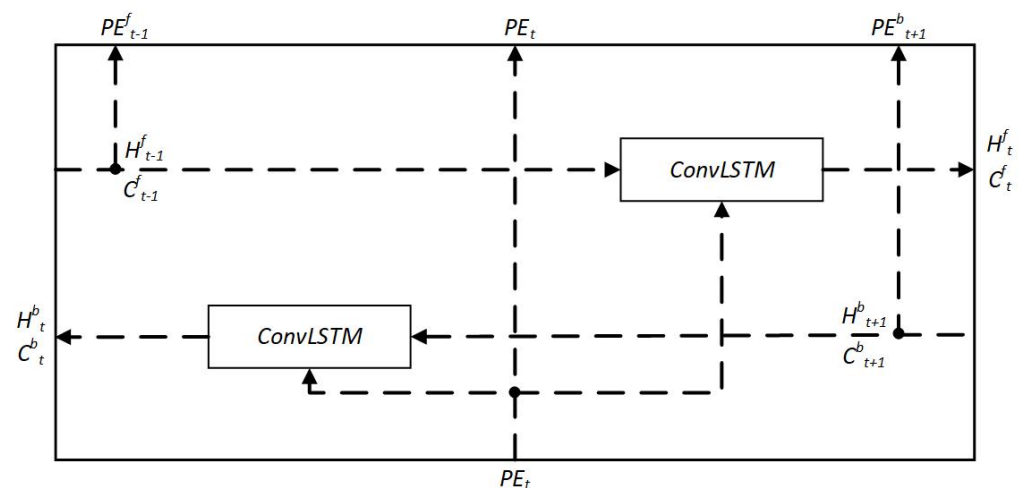 PE^f_{t-1} PE_t PE^b_{t+1}
H^f_{t-1} ConvLSTM H^f_t
C^f_{t-1} C^f_t
H^b_t ConvLSTM H^b_{t+1}
C^b_t C^b_{t+1}
PE_t